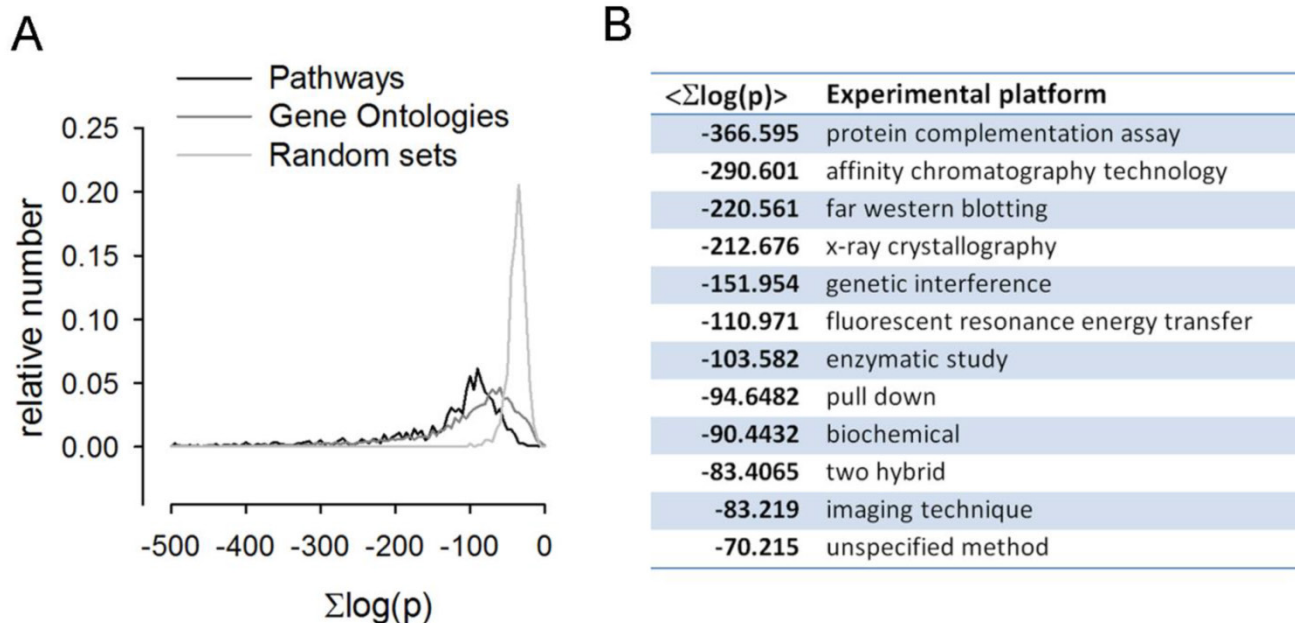 A
Pathways
Gene Ontologies
Random sets
0.25
0.20
0.15
0.10
0.05
0.00
relative number
-500 -400 -300 -200 -100 0
Σlog(p)
B
<Σlog(p)> Experimental platform
-366.595 protein complementation assay
-290.601 affinity chromatography technology
-220.561 far western blotting
-212.676 x-ray crystallography
-151.954 genetic interference
-110.971 fluorescent resonance energy transfer
-103.582 enzymatic study
-94.6482 pull down
-90.4432 biochemical
-83.4065 two hybrid
-83.219 imaging technique
-70.215 unspecified method